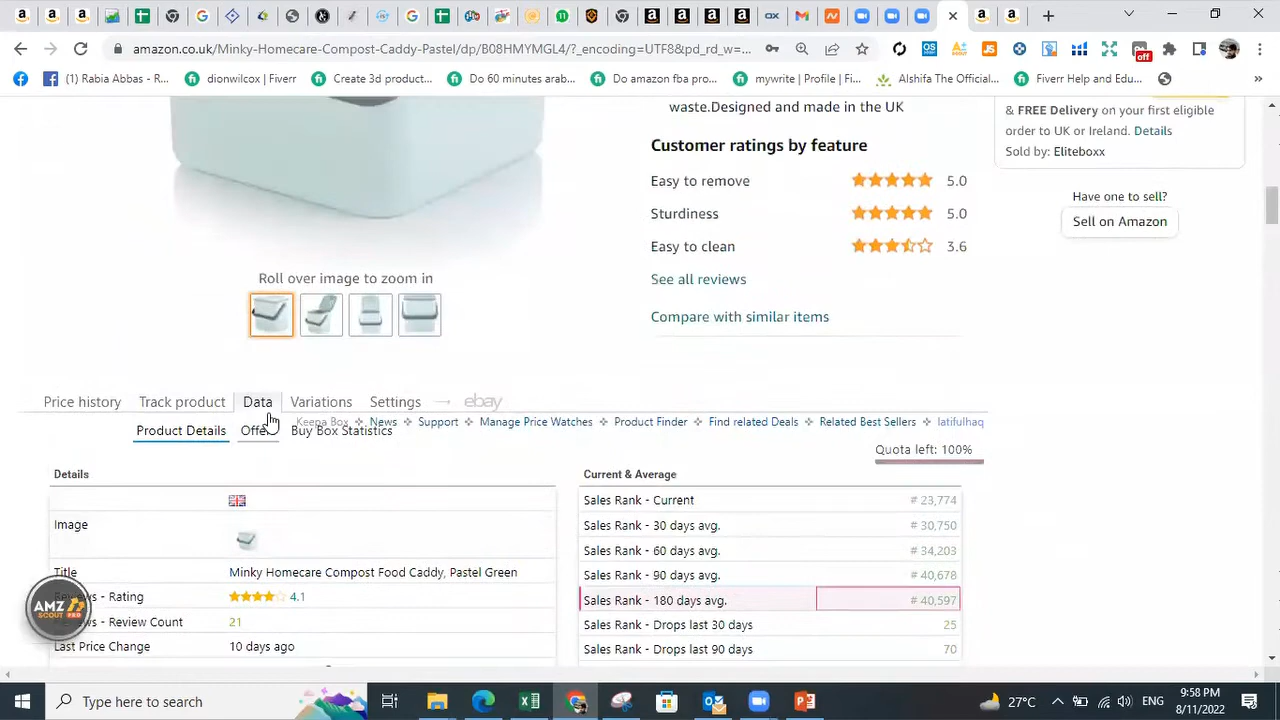 amazon.co.uk/Minky-Homecare-Compost-Caddy-Pastel/dp/B08HMYMGL4/?_encoding=UTF8&pd_rd_w=...
off
(1) Rabia Abbas - R...
dionwilcox | Fiverr
Create 3d product...
Do 60 minutes arab...
Do amazon fba pro...
mywrite | Profile | Fi...
Alshifa The Official...
Fiverr Help and Edu...
waste.Designed and made in the UK
Customer ratings by feature
Easy to remove 5.0
Sturdiness 5.0
Easy to clean 3.6
See all reviews
Compare with similar items
& FREE Delivery on your first eligible
order to UK or Ireland. Details
Sold by: Eliteboxx
Have one to sell?
Sell on Amazon
Roll over image to zoom in
Price history Track product Data Variations Settings ebay
Keepa Box News Support Manage Price Watches Product Finder Find related Deals Related Best Sellers latifulhaq
Product Details Buy Box Statistics
Quota left: 100%
Details
Image
Title Minky Homecare Compost Food Caddy, Pastel Green
- Rating 4.1
- Review Count 21
Last Price Change 10 days ago
Current & Average
Sales Rank - Current # 23,774
Sales Rank - 30 days avg. # 30,750
Sales Rank - 60 days avg. # 34,203
Sales Rank - 90 days avg. # 40,678
Sales Rank - 180 days avg. # 40,597
Sales Rank - Drops last 30 days 25
Sales Rank - Drops last 90 days 70
AMZ
SCOUT PRO
Type here to search
27°C
ENG
9:58 PM
8/11/2022